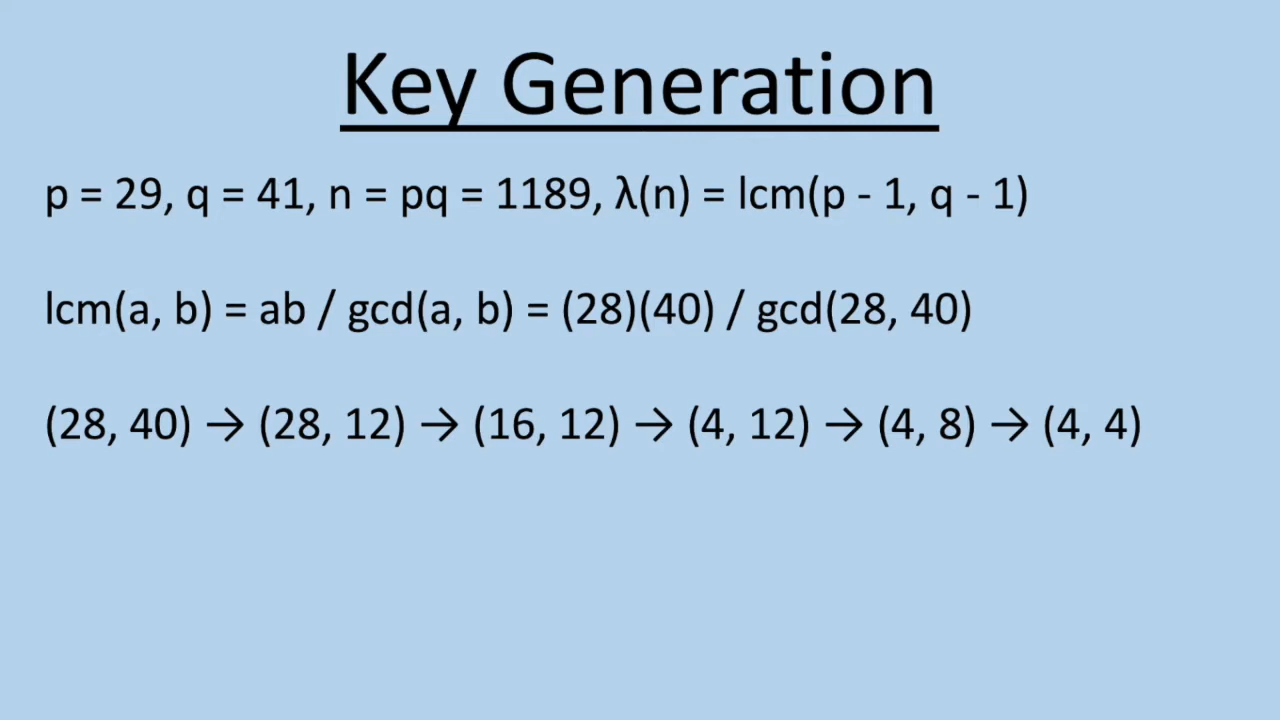 Key Generation
p = 29, q = 41, n = pq = 1189, λ(n) = lcm(p - 1, q - 1)
lcm(a, b) = ab / gcd(a, b) = (28)(40) / gcd(28, 40)
(28, 40) → (28, 12) → (16, 12) → (4, 12) → (4, 8) → (4, 4)